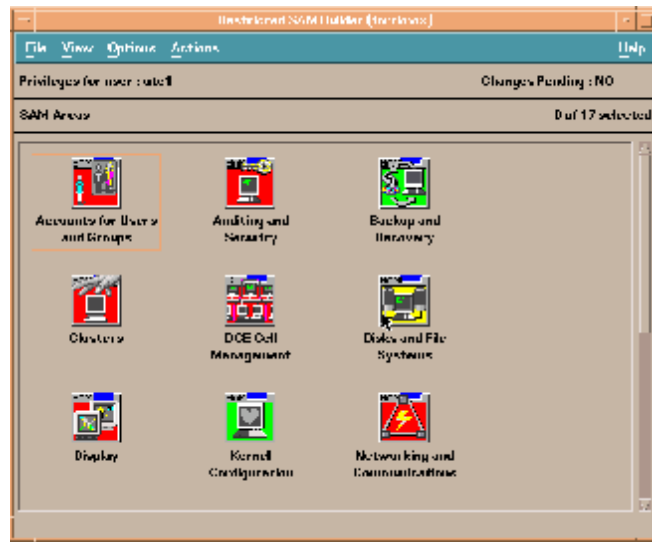 Restricted SAM Builder
File View Options Actions Help
Privileges for user : ute1
Changes Pending : NO
SAM Areas
0 of 17 selected
Accounts for Users
and Groups
Auditing and
Security
Backup and
Recovery
Clusters
DCE Cell
Management
Disks and File
Systems
Display
Kernel
Configuration
Networking and
Communications